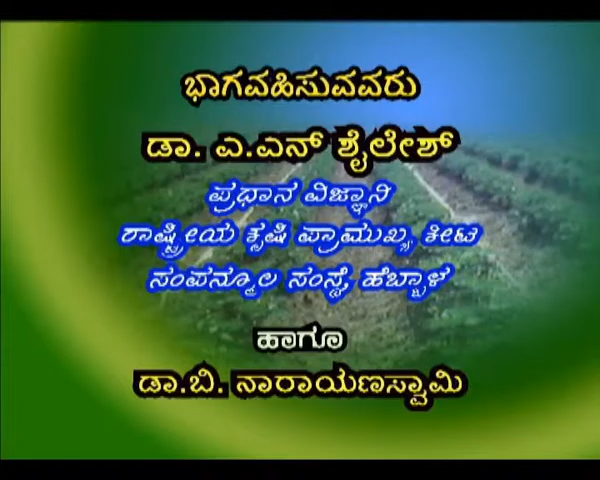 ಭಾಗವಹಿಸುವವರು
ಡಾ. ಎ.ಎನ್ ಶೈಲೇಶ್
ಪ್ರಧಾನ ವಿಜ್ಞಾನಿ
ರಾಷ್ಟ್ರೀಯ ಕೃಷಿ ಪ್ರಾಮುಖ್ಯ ಕೀಟ
ಸಂಪನ್ಮೂಲ ಸಂಸ್ಥೆ, ಹೆಬ್ಬಾಳ
ಹಾಗೂ
ಡಾ.ಬಿ. ನಾರಾಯಣಸ್ವಾಮಿ